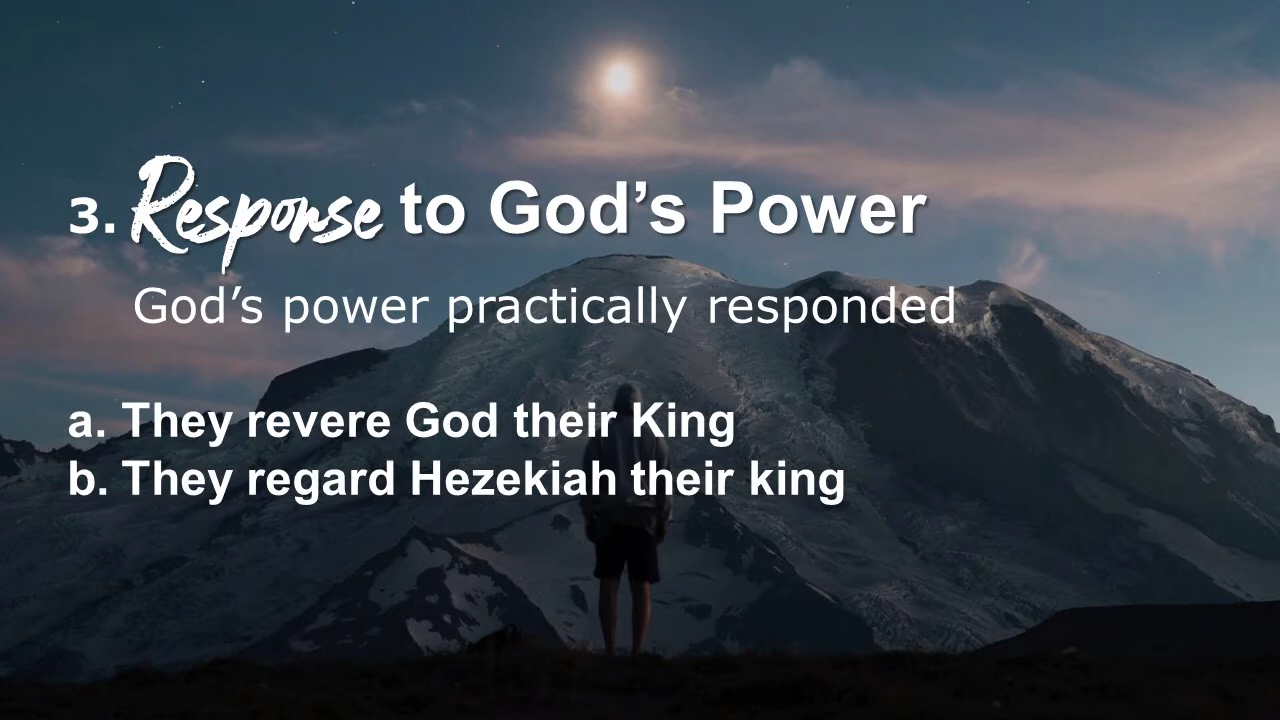 3. Response to God’s Power
God’s power practically responded
a. They revere God their King
b. They regard Hezekiah their king